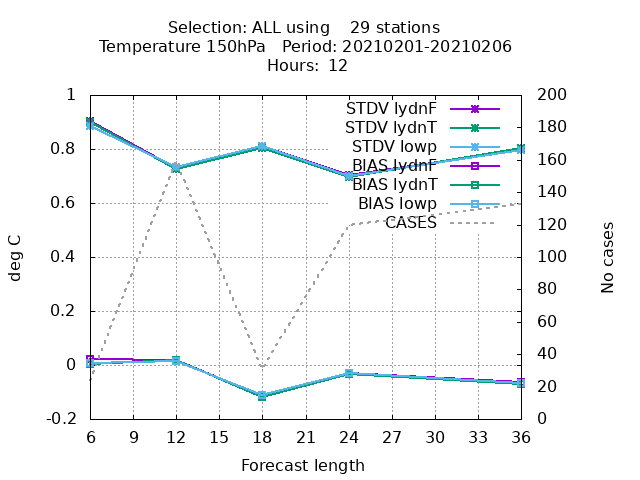 Selection: ALL using    29 stations
Temperature 150hPa   Period: 20210201-20210206
Hours:  12
1
0.8
0.6
0.4
0.2
0
-0.2
deg C
200
180
160
140
120
100
80
60
40
20
0
No cases
STDV lydnF
STDV lydnT
STDV lowp
BIAS lydnF
BIAS lydnT
BIAS lowp
CASES
6 9 12 15 18 21 24 27 30 33 36
Forecast length